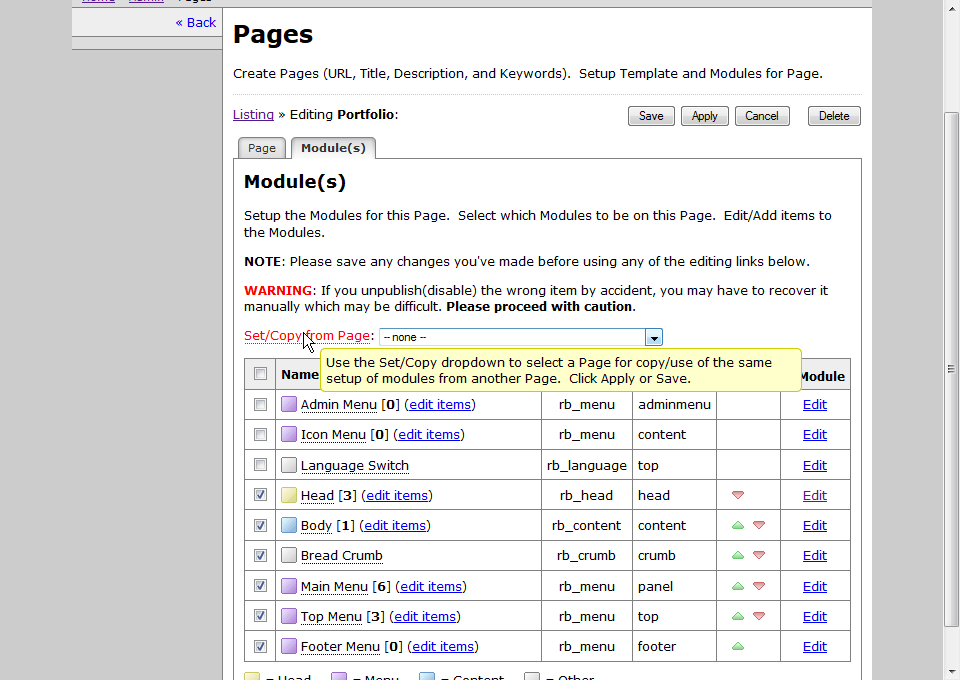 Home Admin Pages
« Back
Pages
Create Pages (URL, Title, Description, and Keywords).  Setup Template and Modules for Page.
Listing » Editing Portfolio: Save Apply Cancel Delete
Page Module(s)
Module(s)
Setup the Modules for this Page.  Select which Modules to be on this Page.  Edit/Add items to
the Modules.
NOTE: Please save any changes you've made before using any of the editing links below.
WARNING: If you unpublish(disable) the wrong item by accident, you may have to recover it
manually which may be difficult. Please proceed with caution.
Set/Copy from Page: -- none --
Use the Set/Copy dropdown to select a Page for copy/use of the same
setup of modules from another Page.  Click Apply or Save.
Name Module
Admin Menu [0] (edit items) rb_menu adminmenu Edit
Icon Menu [0] (edit items) rb_menu content Edit
Language Switch rb_language top Edit
Head [3] (edit items) rb_head head Edit
Body [1] (edit items) rb_content content Edit
Bread Crumb rb_crumb crumb Edit
Main Menu [6] (edit items) rb_menu panel Edit
Top Menu [3] (edit items) rb_menu top Edit
Footer Menu [0] (edit items) rb_menu footer Edit
= Head = Menu = Content = Other